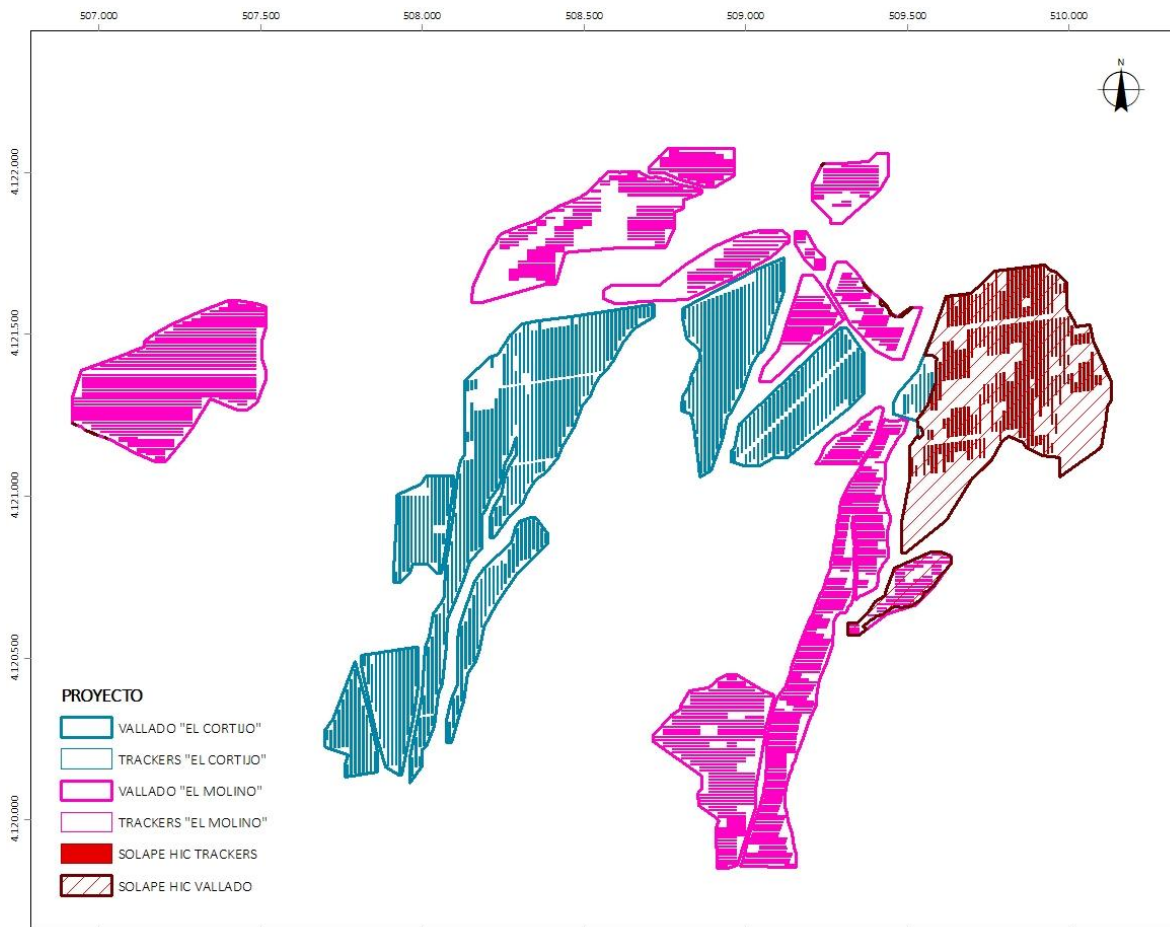 507.000 507.500 508.000 508.500 509.000 509.500 510.000
N
4.122.000
4.121.500
4.121.000
4.120.500
4.120.000
PROYECTO
VALLADO "EL CORTIJO"
TRACKERS "EL CORTIJO"
VALLADO "EL MOLINO"
TRACKERS "EL MOLINO"
SOLAPE HIC TRACKERS
SOLAPE HIC VALLADO